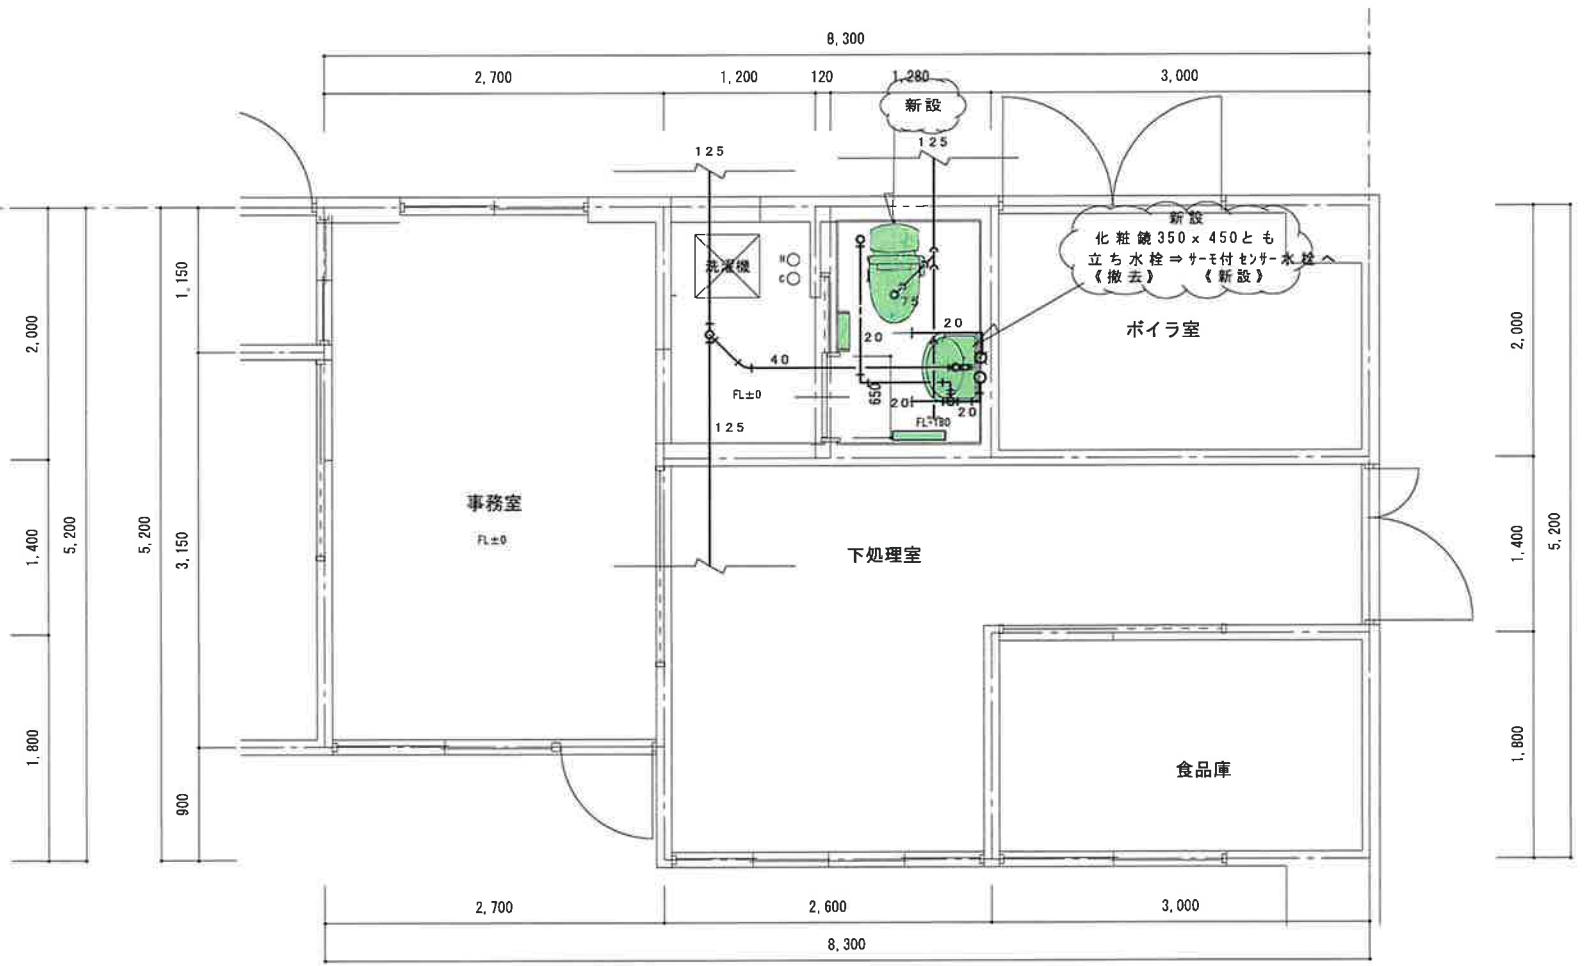 8,300
2,700
1,200
120
1,280
3,000
新設
125
125
新設
化粧鏡350×450とも
立ち水栓⇒サーモ付センサー水栓へ
《撤去》 《新設》
洗濯機
H
C
75
20
20
ボイラ室
40
FL±0
650
20
20
FL-180
125
1,150
2,000
2,000
事務室
FL±0
下処理室
1,400
5,200
5,200
3,150
1,400
5,200
1,800
900
食品庫
1,800
2,700
2,600
3,000
8,300